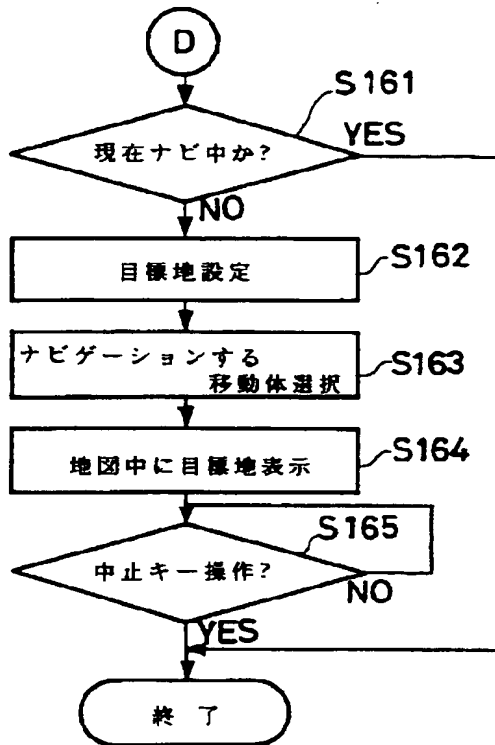 D
S161
現在ナビ中か?
YES
NO
目標地設定
S162
ナビゲーションする
移動体選択
S163
地図中に目標地表示
S164
S165
中止キー操作?
NO
YES
終了